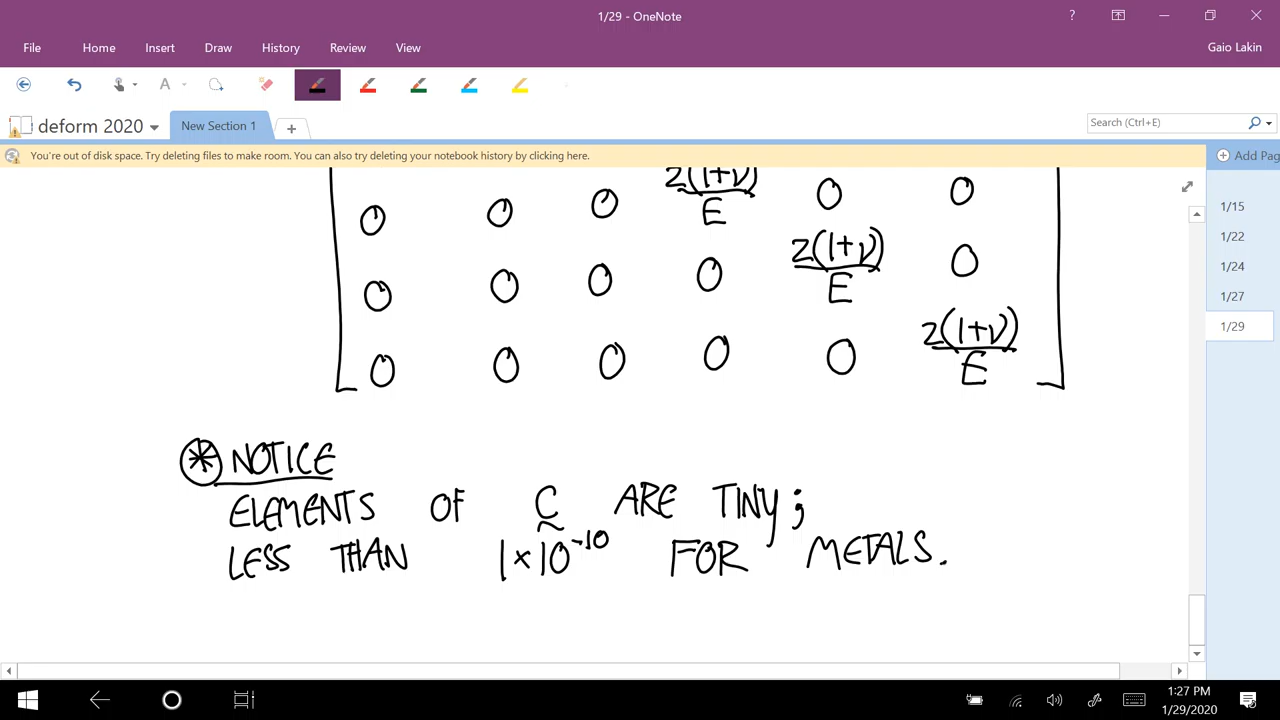 1/29 - OneNote
?
File Home Insert Draw History Review View
Gaio Lakin
A
deform 2020
New Section 1
+
Search (Ctrl+E)
You're out of disk space. Try deleting files to make room. You can also try deleting your notebook history by clicking here.
Add Pag
1/15
1/22
1/24
1/27
1/29
0 0 0 2(1+ν)/E 0 0
0 0 0 0 2(1+ν)/E 0
0 0 0 0 0 2(1+ν)/E
* NOTICE
ELEMENTS OF C ARE TINY;
LESS THAN 1×10⁻¹⁰ FOR METALS.
1:27 PM
1/29/2020